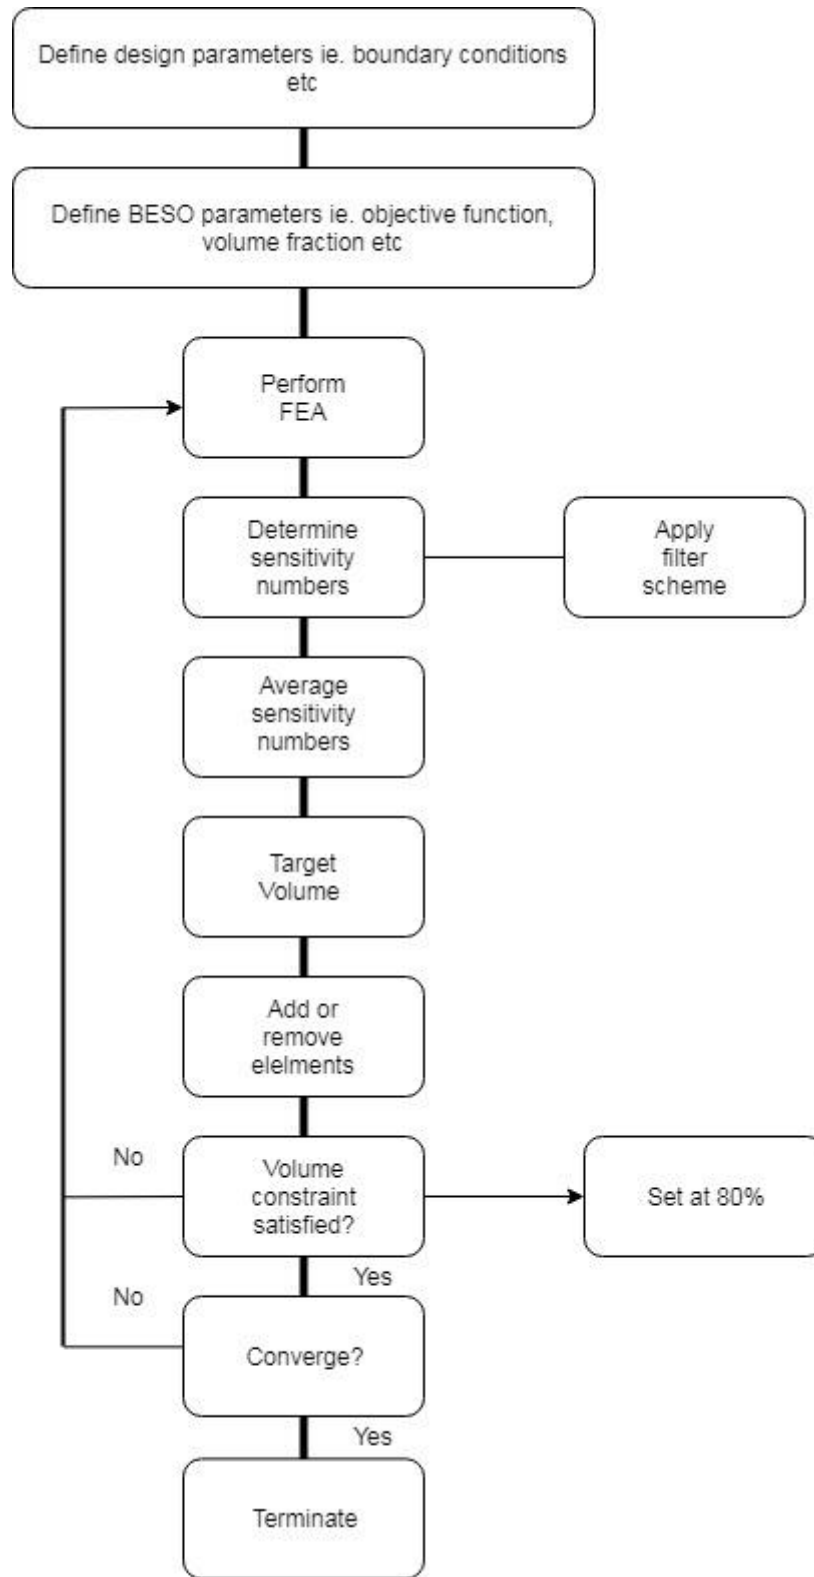 Define design parameters ie. boundary conditions
etc
Define BESO parameters ie. objective function,
volume fraction etc
Perform
FEA
Determine
sensitivity
numbers
Apply
filter
scheme
Average
sensitivity
numbers
Target
Volume
Add or
remove
elelments
No
Volume
constraint
satisfied?
Set at 80%
Yes
No
Converge?
Yes
Terminate